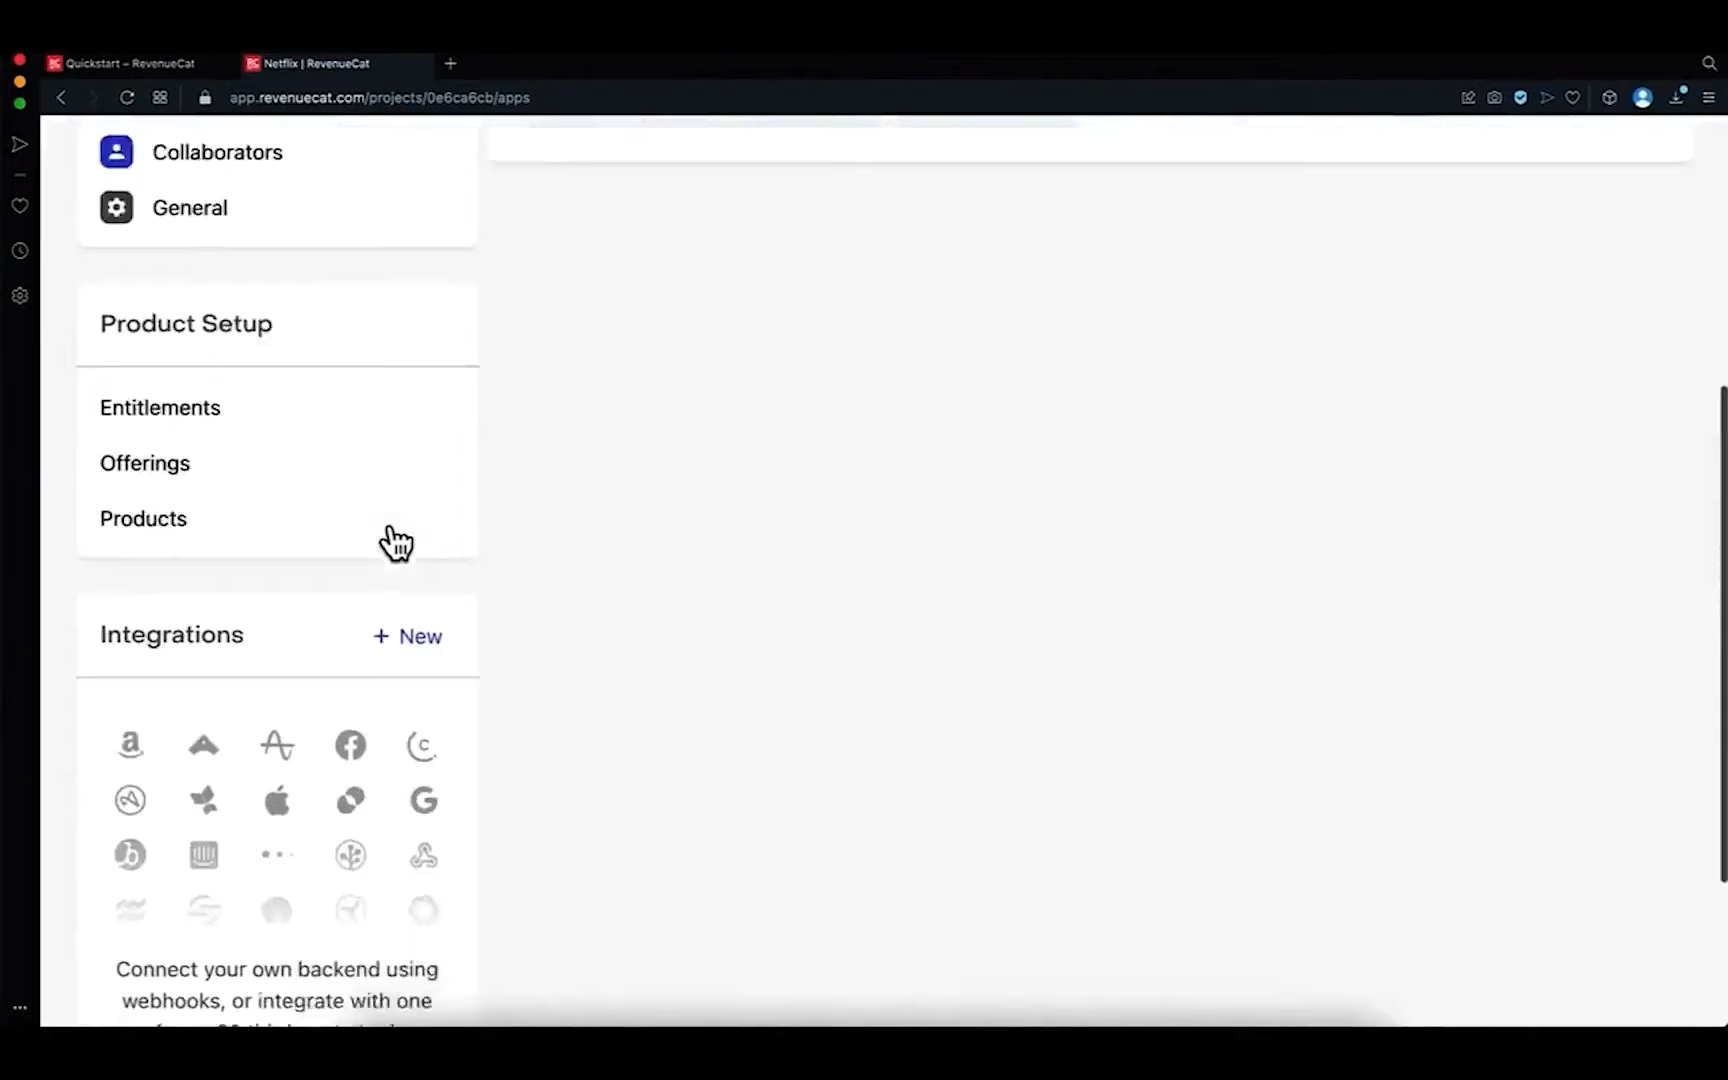 Quickstart – RevenueCat
Netflix | RevenueCat
app.revenuecat.com/projects/0e6ca6cb/apps
Collaborators
General
Product Setup
Entitlements
Offerings
Products
Integrations
+ New
Connect your own backend using
webhooks, or integrate with one